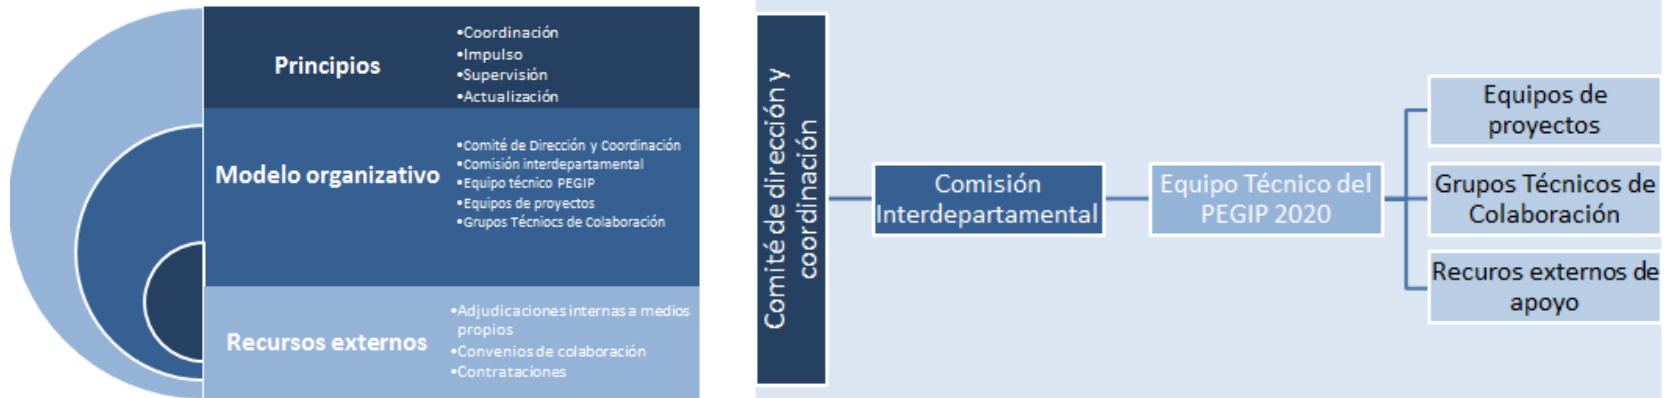 Principios
•Coordinación
•Impulso
•Supervisión
•Actualización
Modelo organizativo
•Comité de Dirección y Coordinación
•Comisión interdepartamental
•Equipo técnico PEGIP
•Equipos de proyectos
•Grupos Técniocs de Colaboración
Recursos externos
•Adjudicaciones internas a medios
propios
•Convenios de colaboración
•Contrataciones
Comité de dirección y
coordinación
Comisión
Interdepartamental
Equipo Técnico del
PEGIP 2020
Equipos de
proyectos
Grupos Técnicos de
Colaboración
Recuros externos de
apoyo